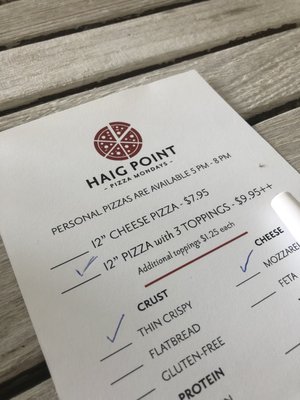 HAIG POINT
- PIZZA MONDAYS -
PERSONAL PIZZAS ARE AVAILABLE 5 PM - 8 PM
12" CHEESE PIZZA - $7.95
12" PIZZA with 3 TOPPINGS - $9.95++
Additional toppings $1.25 each
CRUST
THIN CRISPY
FLATBREAD
GLUTEN-FREE
PROTEIN
CHEESE
FETA